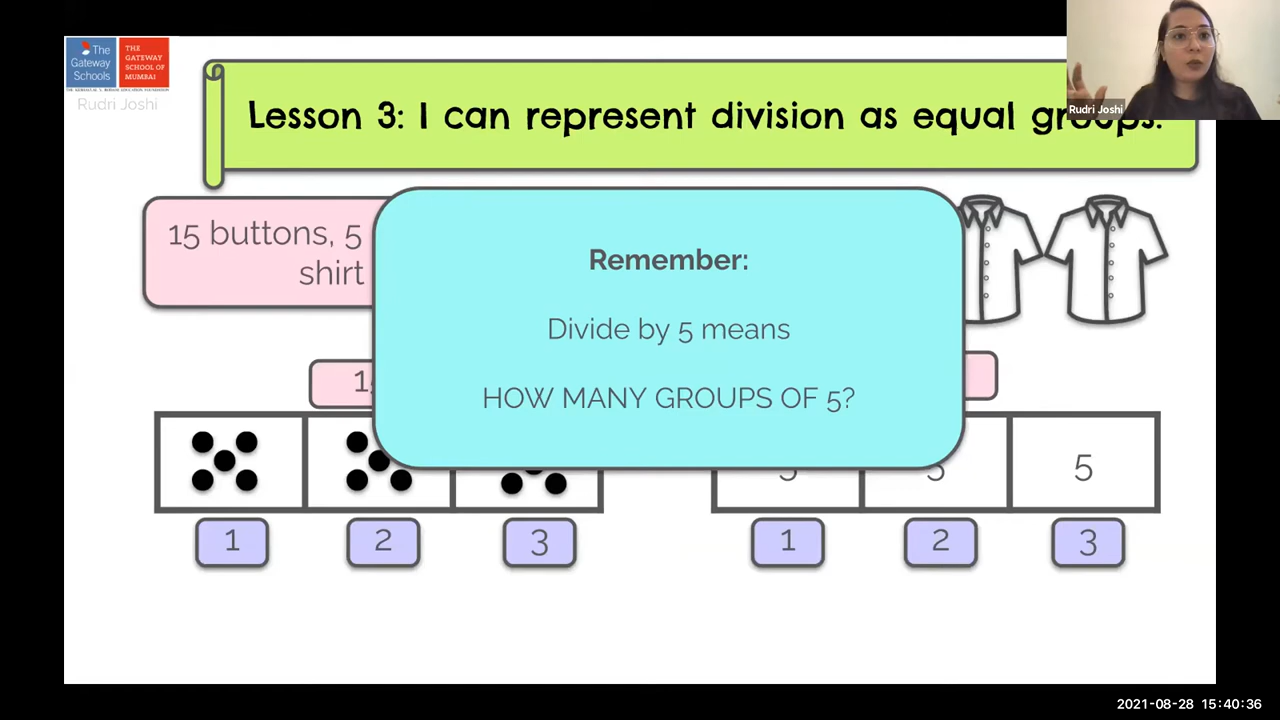 The
Gateway
Schools
THE
GATEWAY
SCHOOL OF
MUMBAI
Rudri Joshi
Lesson 3: I can represent division as equal groups.
Rudri Joshi
15 buttons, 5
shirt
Remember:
Divide by 5 means
HOW MANY GROUPS OF 5?
5
5
5
1
2
3
1
2
3
2021-08-28 15:40:36